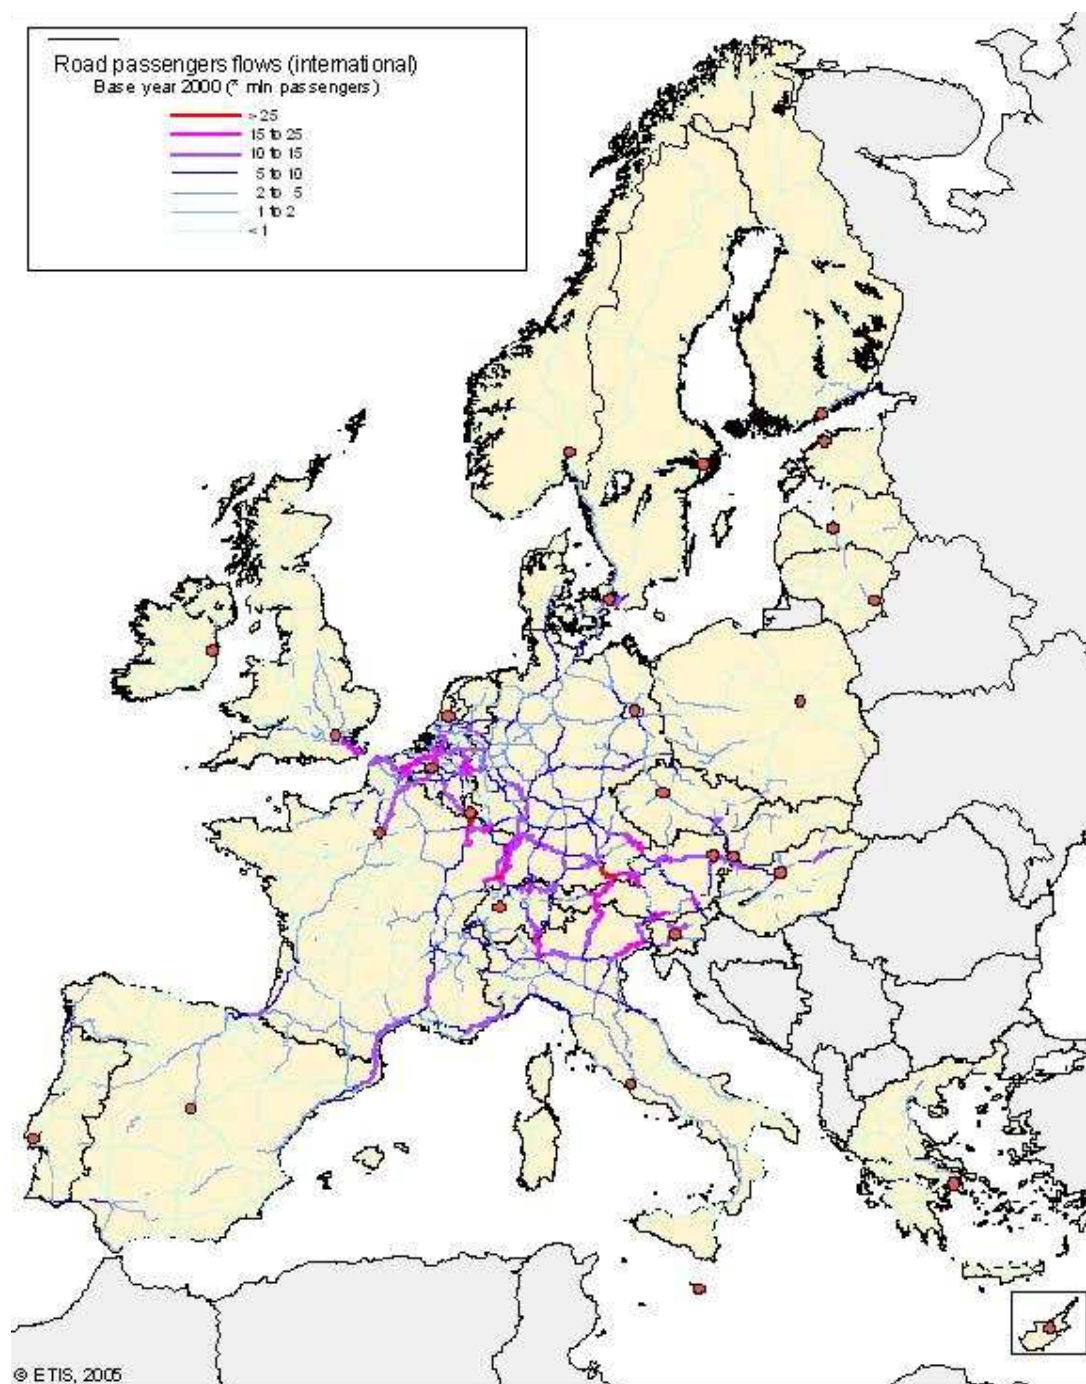 Road passengers flows (international)
Base year 2000 (* mln passengers)
> 25
15 to 25
10 to 15
5 to 10
2 to 5
1 to 2
< 1
© ETIS, 2005